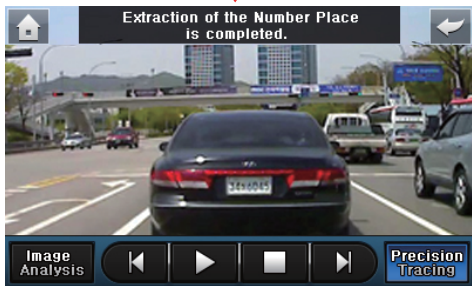 Extraction of the Number Place
is completed.
Image
Analysis
Precision
Tracing